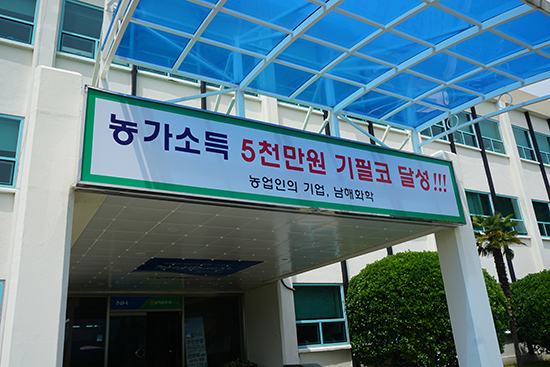 농가소득 5천만원 기필코 달성!!!
농업인의 기업, 남해화학